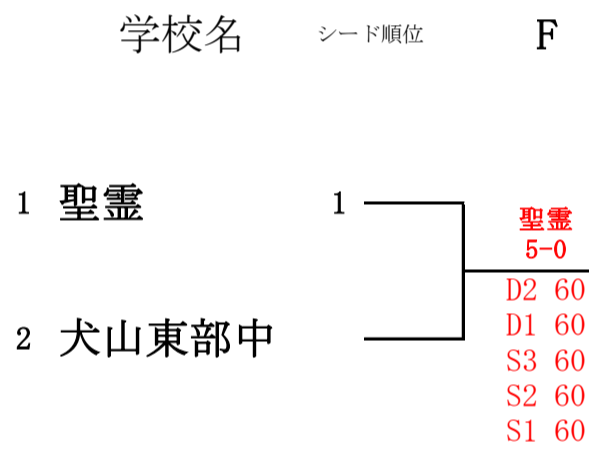 学校名 シード順位 F
1 聖霊 1
聖霊
5-0
2 犬山東部中
D2 60
D1 60
S3 60
S2 60
S1 60